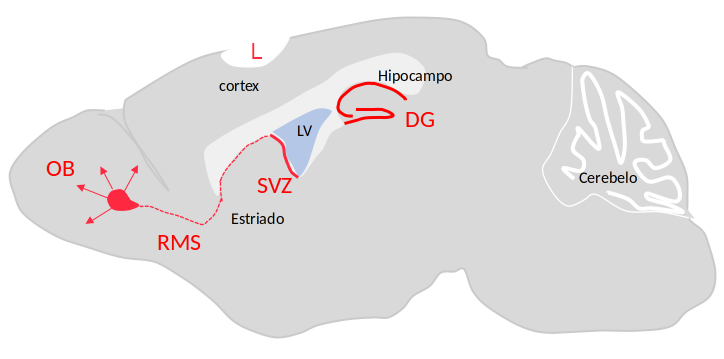 L
cortex
Hipocampo
DG
LV
OB
SVZ
Cerebelo
Estriado
RMS